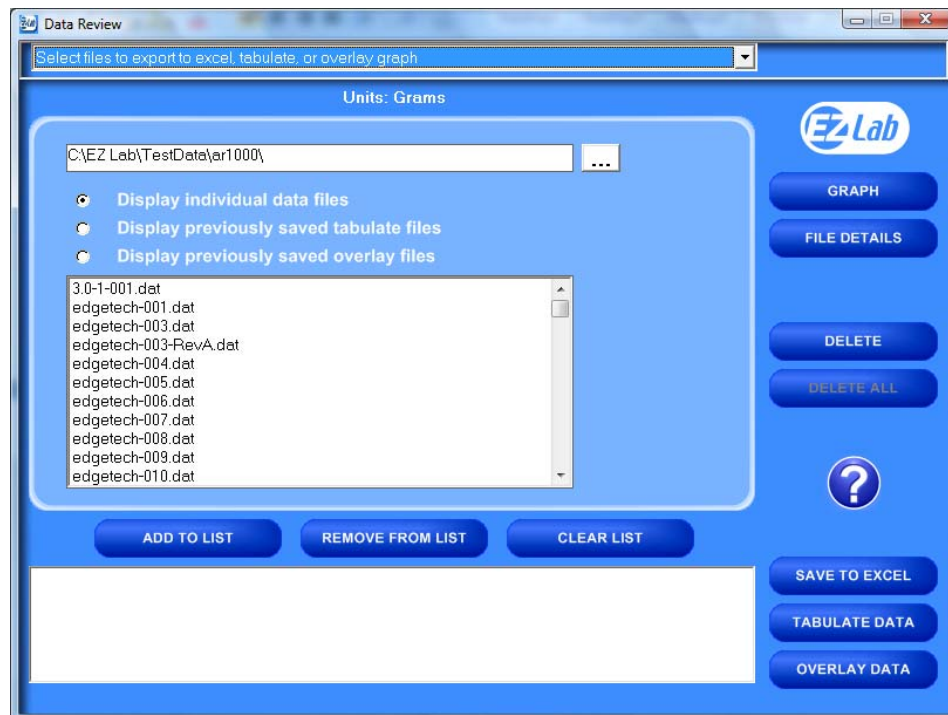 Data Review
Select files to export to excel, tabulate, or overlay graph
Units: Grams
EZ Lab
C:\EZ Lab\TestData\ar1000\
...
Display individual data files
Display previously saved tabulate files
Display previously saved overlay files
3.0-1-001.dat
edgetech-001.dat
edgetech-003.dat
edgetech-003-RevA.dat
edgetech-004.dat
edgetech-005.dat
edgetech-006.dat
edgetech-007.dat
edgetech-008.dat
edgetech-009.dat
edgetech-010.dat
GRAPH
FILE DETAILS
DELETE
DELETE ALL
?
ADD TO LIST
REMOVE FROM LIST
CLEAR LIST
SAVE TO EXCEL
TABULATE DATA
OVERLAY DATA